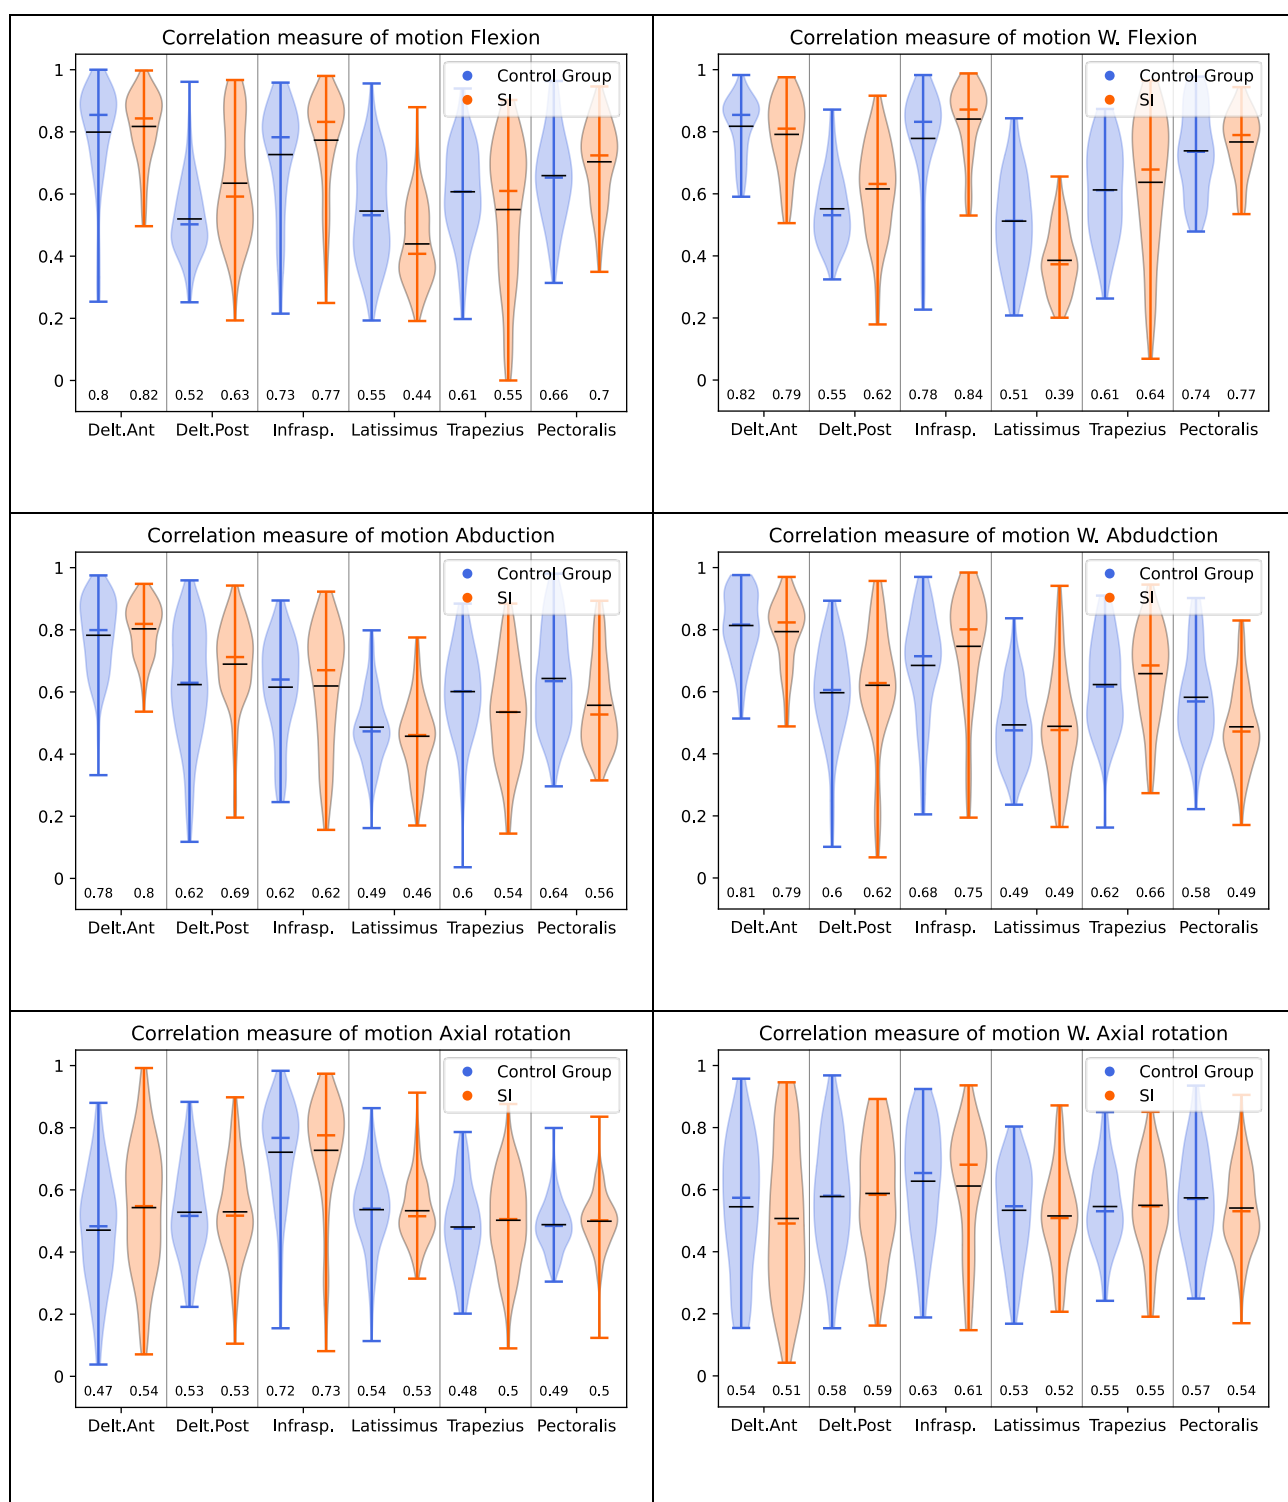 Correlation measure of motion Flexion
Control Group
SI
1
0.8
0.6
0.4
0.2
0
0.8 0.82 0.52 0.63 0.73 0.77 0.55 0.44 0.61 0.55 0.66 0.7
Delt.Ant Delt.Post Infrasp. Latissimus Trapezius Pectoralis
Correlation measure of motion W. Flexion
Control Group
SI
1
0.8
0.6
0.4
0.2
0
0.82 0.79 0.55 0.62 0.78 0.84 0.51 0.39 0.61 0.64 0.74 0.77
Delt.Ant Delt.Post Infrasp. Latissimus Trapezius Pectoralis
Correlation measure of motion Abduction
Control Group
SI
1
0.8
0.6
0.4
0.2
0
0.78 0.8 0.62 0.69 0.62 0.62 0.49 0.46 0.6 0.54 0.64 0.56
Delt.Ant Delt.Post Infrasp. Latissimus Trapezius Pectoralis
Correlation measure of motion W. Abdudction
Control Group
SI
1
0.8
0.6
0.4
0.2
0
0.81 0.79 0.6 0.62 0.68 0.75 0.49 0.49 0.62 0.66 0.58 0.49
Delt.Ant Delt.Post Infrasp. Latissimus Trapezius Pectoralis
Correlation measure of motion Axial rotation
Control Group
SI
1
0.8
0.6
0.4
0.2
0
0.47 0.54 0.53 0.53 0.72 0.73 0.54 0.53 0.48 0.5 0.49 0.5
Delt.Ant Delt.Post Infrasp. Latissimus Trapezius Pectoralis
Correlation measure of motion W. Axial rotation
Control Group
SI
1
0.8
0.6
0.4
0.2
0
0.54 0.51 0.58 0.59 0.63 0.61 0.53 0.52 0.55 0.55 0.57 0.54
Delt.Ant Delt.Post Infrasp. Latissimus Trapezius Pectoralis